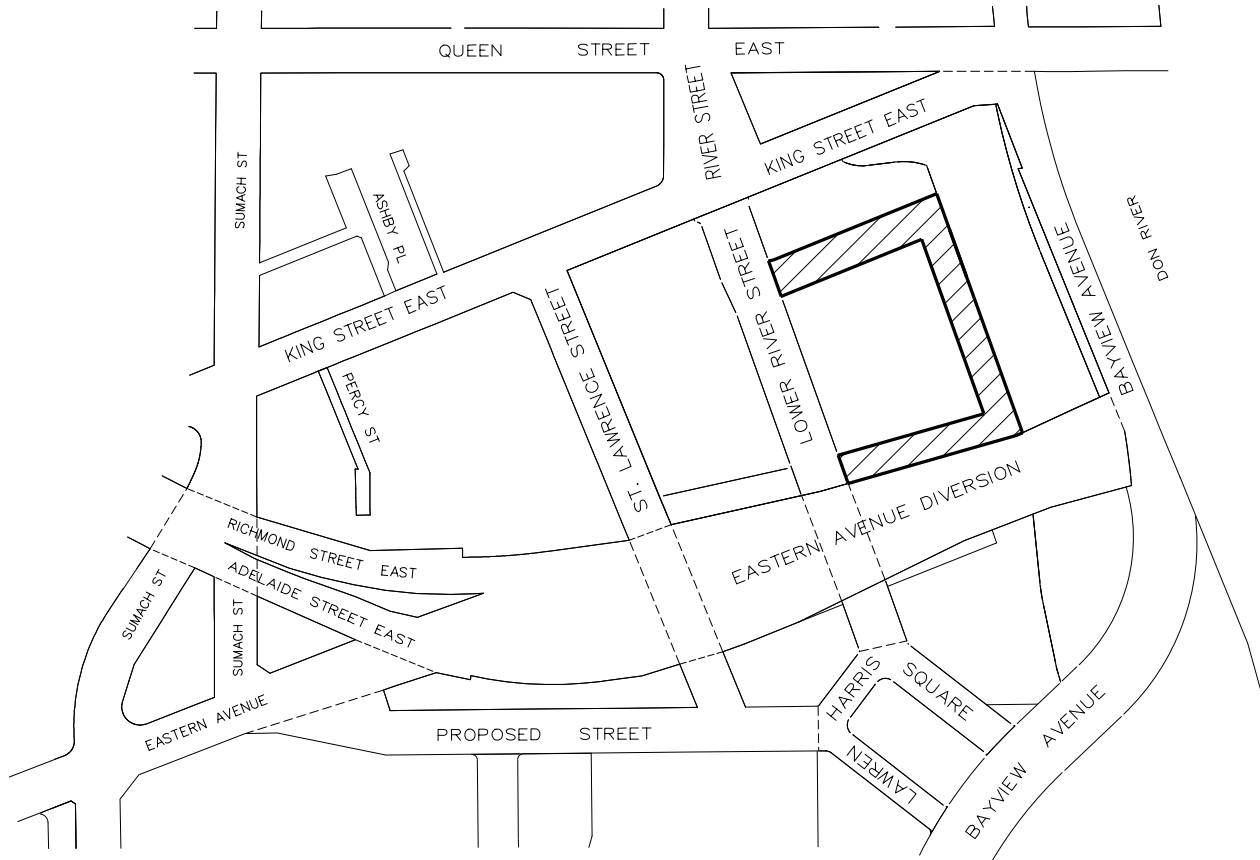 QUEEN STREET EAST
RIVER STREET
KING STREET EAST
SUMACH ST
ASHBY PL
DON RIVER
BAYVIEW AVENUE
LOWER RIVER STREET
KING STREET EAST
ST. LAWRENCE STREET
PERCY ST
EASTERN AVENUE DIVERSION
RICHMOND STREET EAST
ADELAIDE STREET EAST
SUMACH ST
SUMACH ST
HARRIS SQUARE
LAWREN
EASTERN AVENUE
PROPOSED STREET
BAYVIEW AVENUE